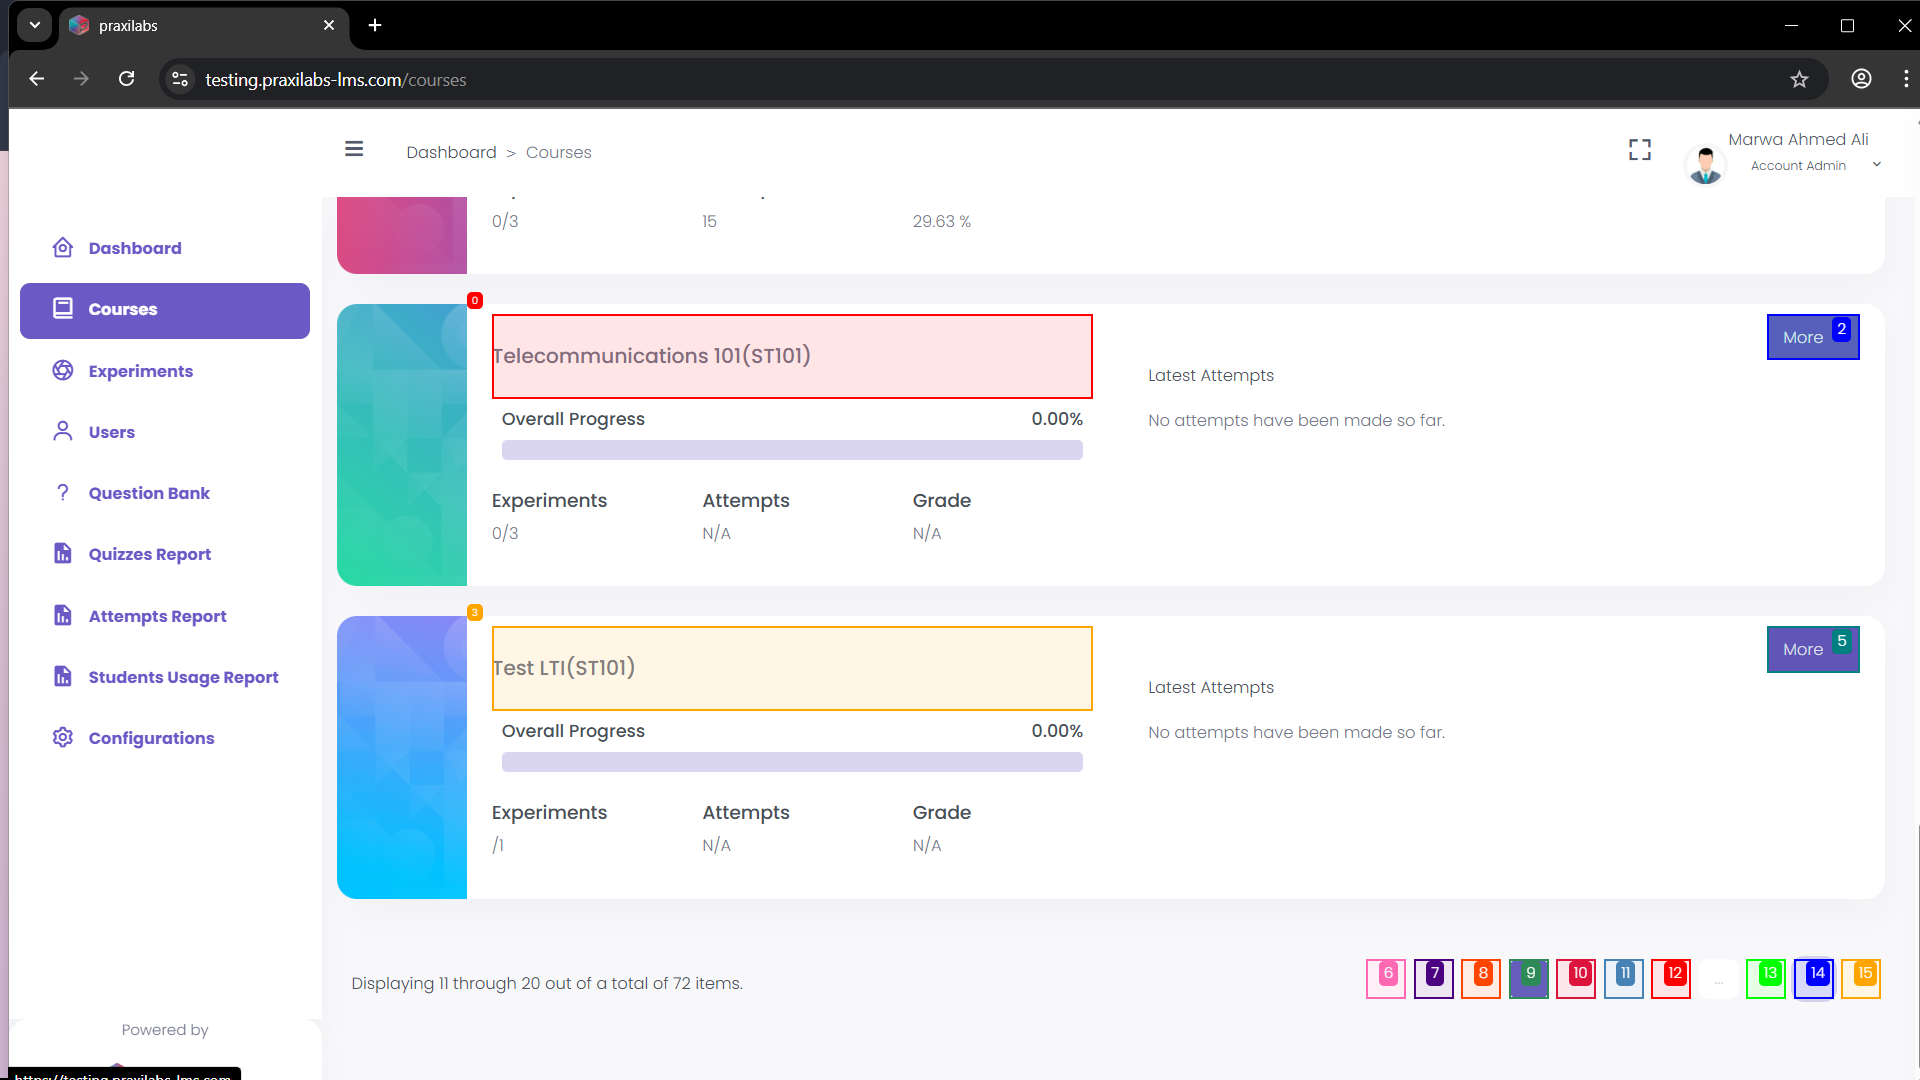 praxilabs
testing.praxilabs-lms.com/courses
Dashboard > Courses
Marwa Ahmed Ali
Account Admin
Dashboard
Courses
Experiments
Users
Question Bank
Quizzes Report
Attempts Report
Students Usage Report
Configurations
Powered by
0/3
15
29.63 %
0
Telecommunications 101(ST101)
More
2
Overall Progress
0.00%
Latest Attempts
No attempts have been made so far.
Experiments
Attempts
Grade
0/3
N/A
N/A
3
Test LTI(ST101)
More
5
Overall Progress
0.00%
Latest Attempts
No attempts have been made so far.
Experiments
Attempts
Grade
/1
N/A
N/A
Displaying 11 through 20 out of a total of 72 items.
6
7
8
9
10
11
12
...
13
14
15
https://testing.praxilabs-lms.com